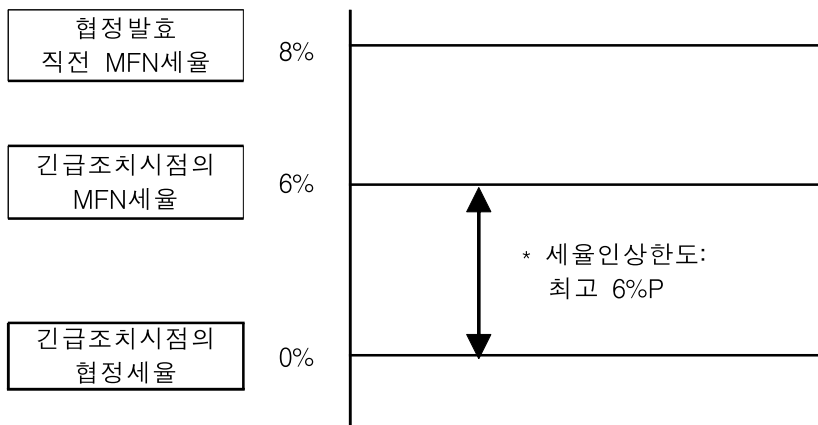 협정발효
직전 MFN세율
8%
긴급조치시점의
MFN세율
6%
* 세율인상한도:
최고 6%P
긴급조치시점의
협정세율
0%